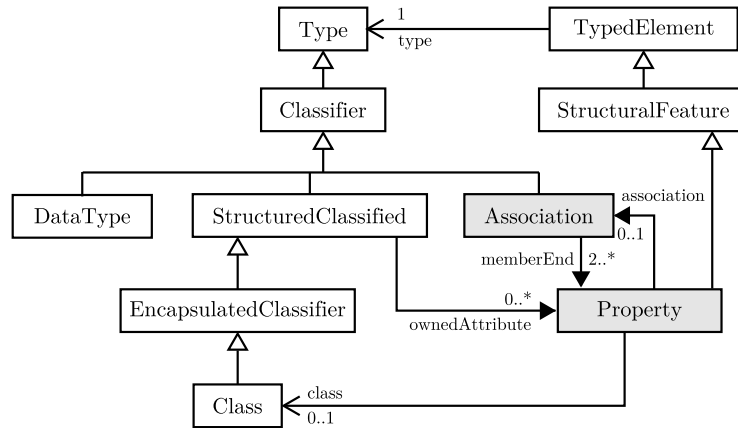 Type
1
type
TypedElement
Classifier
StructuralFeature
DataType
StructuredClassified
Association
association
0..1
memberEnd 2..*
EncapsulatedClassifier
0..*
ownedAttribute
Property
Class
class
0..1